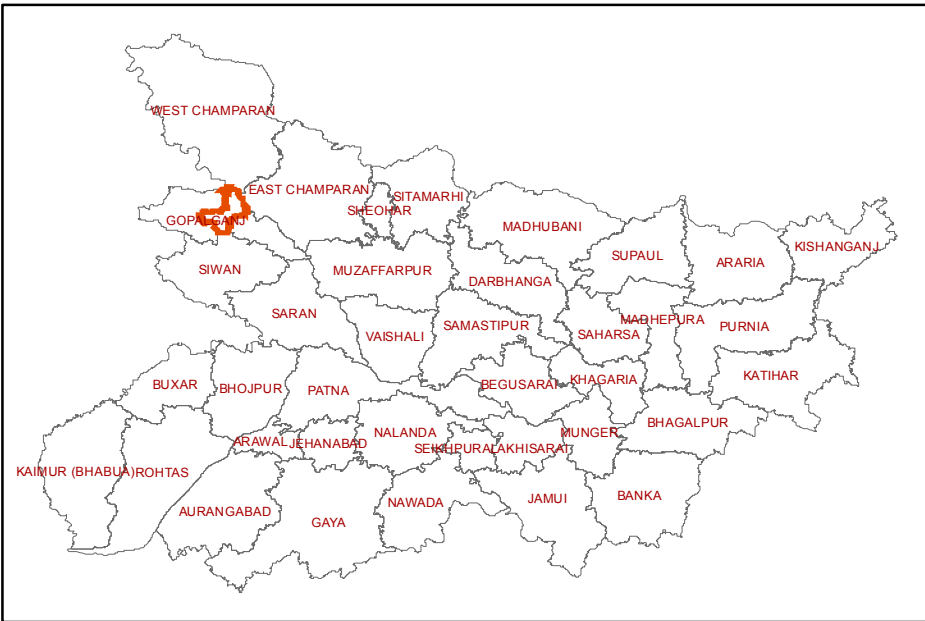 WEST CHAMPARAN
EAST CHAMPARAN
SITAMARHI
SHEOHAR
GOPALGANJ
MADHUBANI
KISHANGANJ
SUPAUL
ARARIA
SIWAN
MUZAFFARPUR
DARBHANGA
SARAN
VAISHALI
SAMASTIPUR
MADHEPURA
SAHARSA
PURNIA
BUXAR
BHOJPUR
PATNA
BEGUSARAI
KHAGARIA
KATIHAR
ARAWAL
JEHANABAD
NALANDA
SEIKHPURA
LAKHISARAI
MUNGER
BHAGALPUR
KAIMUR (BHABUA)
ROHTAS
AURANGABAD
GAYA
NAWADA
JAMUI
BANKA